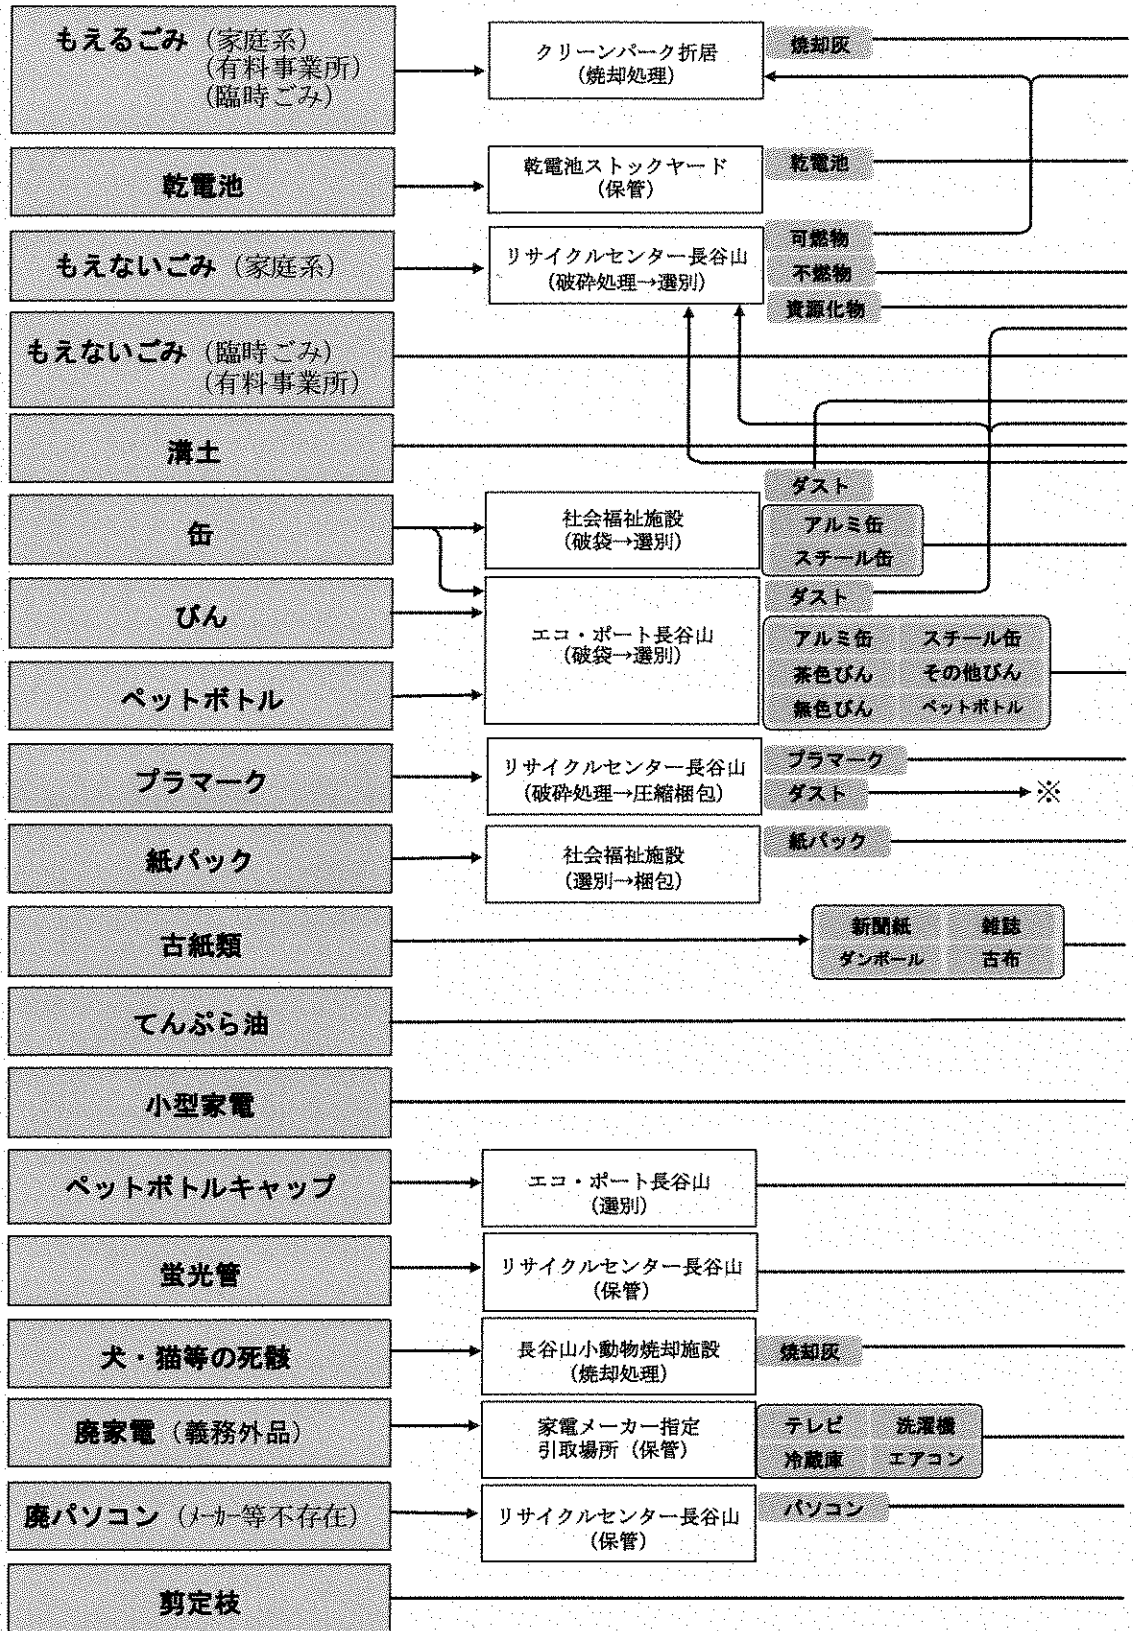 もえるごみ（家庭系）
（有料事業所）
（臨時ごみ）
クリーンパーク折居
（焼却処理）
焼却灰
乾電池
乾電池ストックヤード
（保管）
乾電池
もえないごみ（家庭系）
リサイクルセンター長谷山
（破砕処理→選別）
可燃物
不燃物
資源化物
もえないごみ（臨時ごみ）
（有料事業所）
溝土
缶
社会福祉施設
（破袋→選別）
ダスト
アルミ缶
スチール缶
びん
ペットボトル
エコ・ポート長谷山
（破袋→選別）
ダスト
アルミ缶 スチール缶
茶色びん その他びん
無色びん ペットボトル
プラマーク
リサイクルセンター長谷山
（破砕処理→圧縮梱包）
プラマーク
ダスト
※
紙パック
社会福祉施設
（選別→梱包）
紙パック
古紙類
新聞紙 雑誌
ダンボール 古布
てんぷら油
小型家電
ペットボトルキャップ
エコ・ポート長谷山
（選別）
蛍光管
リサイクルセンター長谷山
（保管）
犬・猫等の死骸
長谷山小動物焼却施設
（焼却処理）
焼却灰
廃家電（義務外品）
家電メーカー指定
引取場所（保管）
テレビ 洗濯機
冷蔵庫 エアコン
廃パソコン（ﾒｰｶｰ等不存在）
リサイクルセンター長谷山
（保管）
パソコン
剪定枝